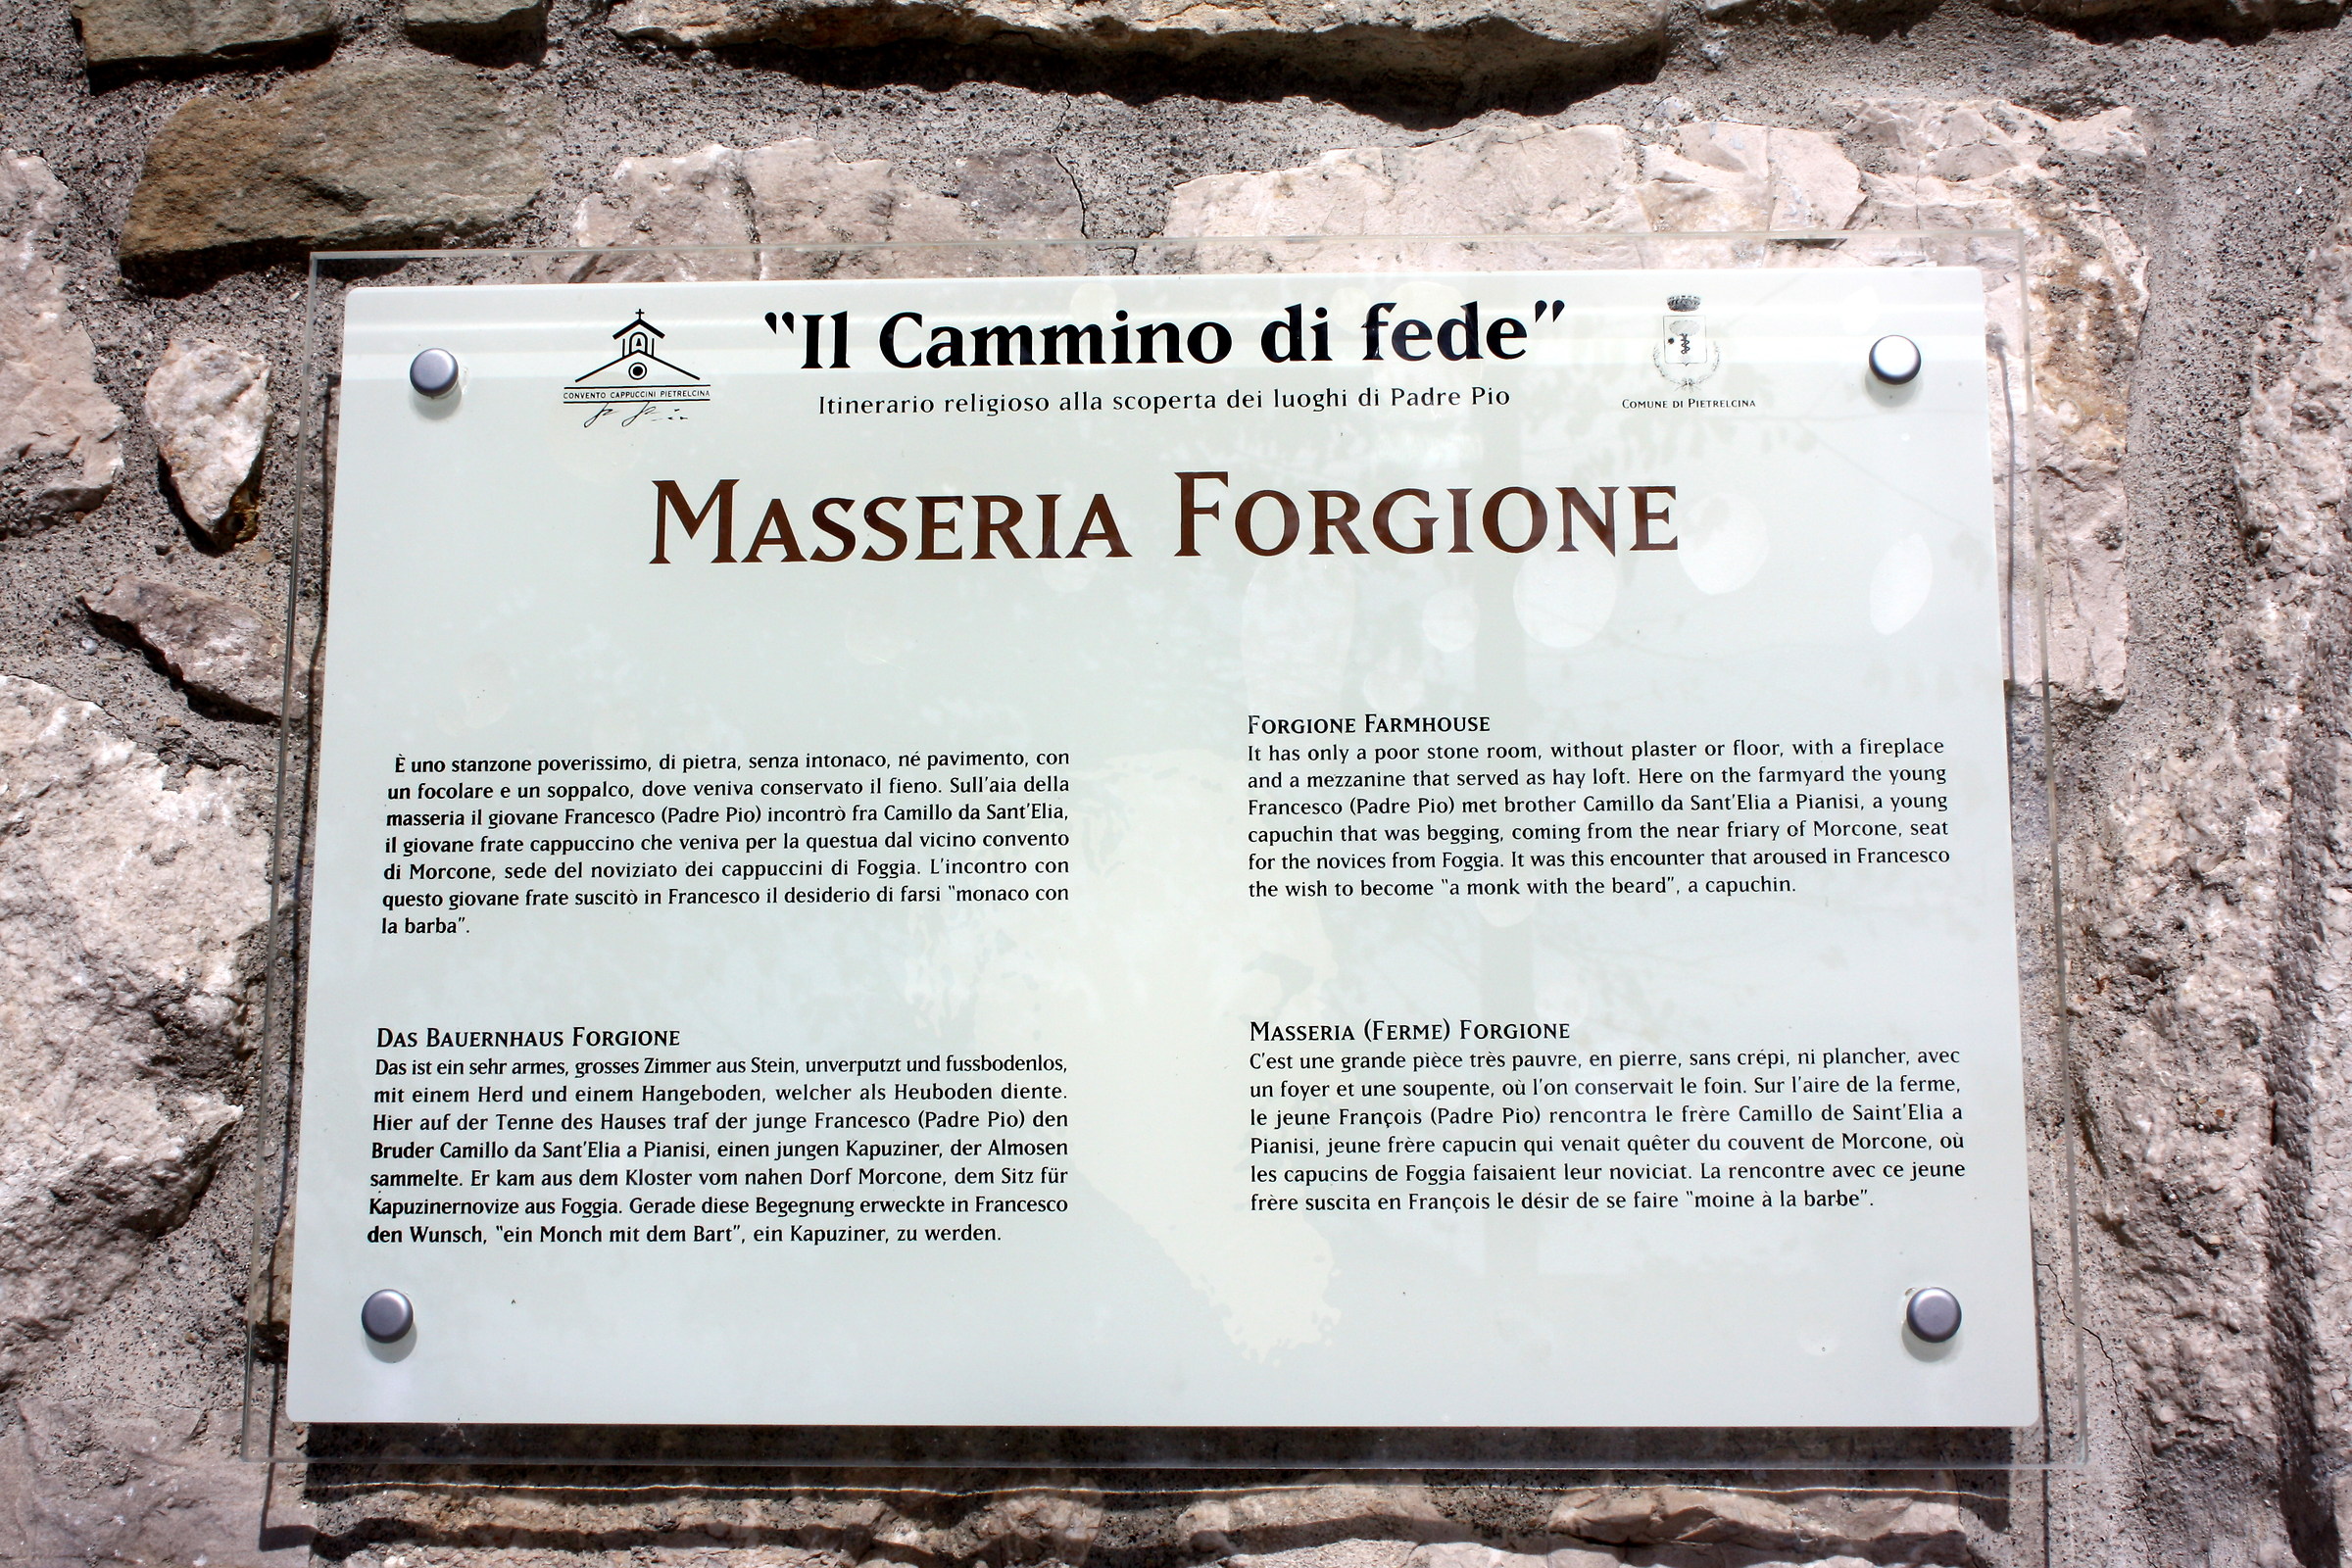 "Il Cammino di fede"
Itinerario religioso alla scoperta dei luoghi di Padre Pio
CONVENTO CAPPUCCINI PIETRELCINA
COMUNE DI PIETRELCINA
MASSERIA FORGIONE
È uno stanzone poverissimo, di pietra, senza intonaco, né pavimento, con
un focolare e un soppalco, dove veniva conservato il fieno. Sull'aia della
masseria il giovane Francesco (Padre Pio) incontrò fra Camillo da Sant'Elia,
il giovane frate cappuccino che veniva per la questua dal vicino convento
di Morcone, sede del noviziato dei cappuccini di Foggia. L'incontro con
questo giovane frate suscitò in Francesco il desiderio di farsi "monaco con
la barba".
FORGIONE FARMHOUSE
It has only a poor stone room, without plaster or floor, with a fireplace
and a mezzanine that served as hay loft. Here on the farmyard the young
Francesco (Padre Pio) met brother Camillo da Sant'Elia a Pianisi, a young
capuchin that was begging, coming from the near friary of Morcone, seat
for the novices from Foggia. It was this encounter that aroused in Francesco
the wish to become "a monk with the beard", a capuchin.
DAS BAUERNHAUS FORGIONE
Das ist ein sehr armes, grosses Zimmer aus Stein, unverputzt und fussbodenlos,
mit einem Herd und einem Hangeboden, welcher als Heuboden diente.
Hier auf der Tenne des Hauses traf der junge Francesco (Padre Pio) den
Bruder Camillo da Sant'Elia a Pianisi, einen jungen Kapuziner, der Almosen
sammelte. Er kam aus dem Kloster vom nahen Dorf Morcone, dem Sitz für
Kapuzinernovize aus Foggia. Gerade diese Begegnung erweckte in Francesco
den Wunsch, "ein Monch mit dem Bart", ein Kapuziner, zu werden.
MASSERIA (FERME) FORGIONE
C'est une grande pièce très pauvre, en pierre, sans crépi, ni plancher, avec
un foyer et une soupente, où l'on conservait le foin. Sur l'aire de la ferme,
le jeune François (Padre Pio) rencontra le frère Camillo de Saint'Elia a
Pianisi, jeune frère capucin qui venait quêter du couvent de Morcone, où
les capucins de Foggia faisaient leur noviciat. La rencontre avec ce jeune
frère suscita en François le désir de se faire "moine à la barbe".